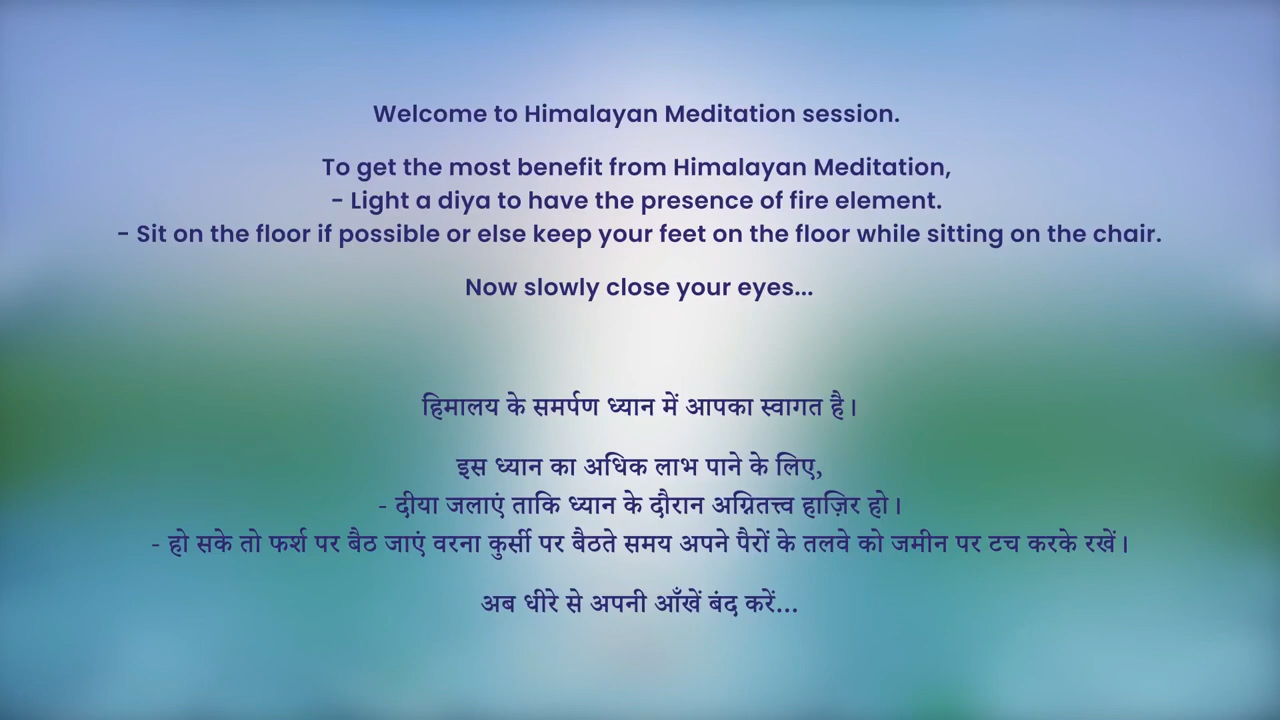 Welcome to Himalayan Meditation session.
To get the most benefit from Himalayan Meditation,
- Light a diya to have the presence of fire element.
- Sit on the floor if possible or else keep your feet on the floor while sitting on the chair.
Now slowly close your eyes...
हिमालय के समर्पण ध्यान में आपका स्वागत है।
इस ध्यान का अधिक लाभ पाने के लिए,
- दीया जलाएं ताकि ध्यान के दौरान अग्नितत्त्व हाज़िर हो।
- हो सके तो फर्श पर बैठ जाएं वरना कुर्सी पर बैठते समय अपने पैरों के तलवे को जमीन पर टच करके रखें।
अब धीरे से अपनी आँखें बंद करें...